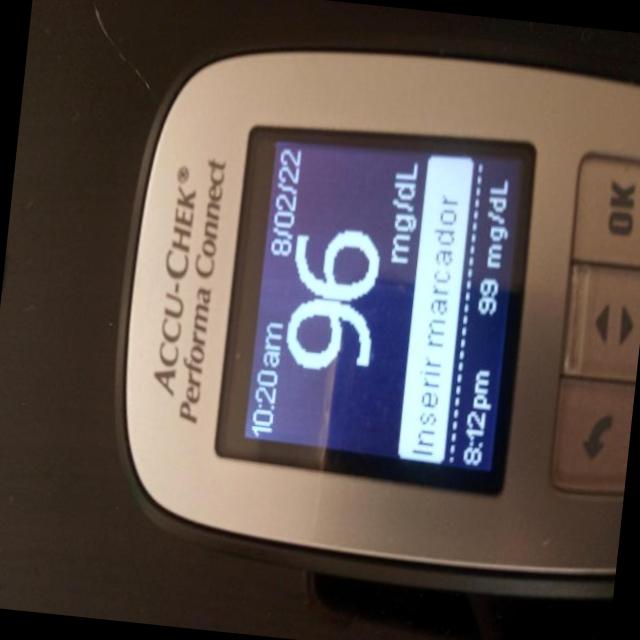 ACCU-CHEK®
Performa Connect
10:20am 8/02/22
96
mg/dL
Inserir marcador
8:12pm 99 mg/dL
OK